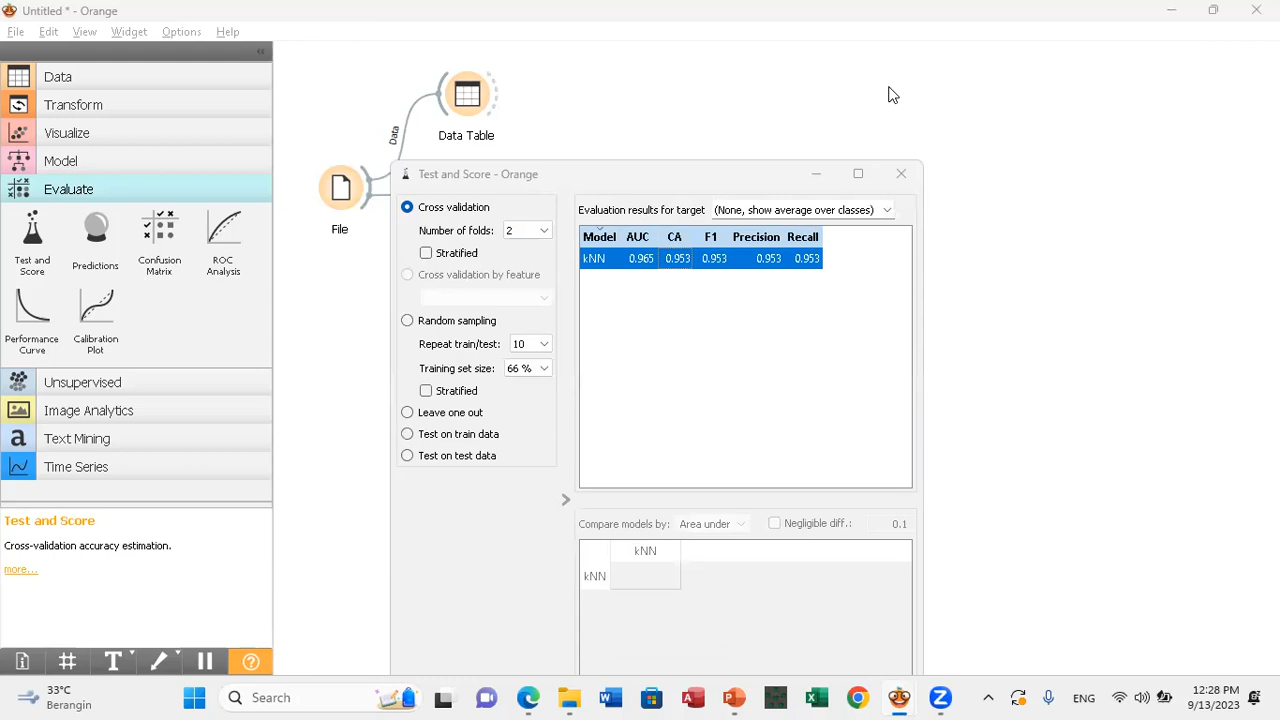 Untitled * - Orange
File Edit View Widget Options Help
Data
Transform
Visualize
Model
Evaluate
Test and Score
Predictions
Confusion Matrix
ROC Analysis
Performance Curve
Calibration Plot
Unsupervised
Image Analytics
Text Mining
Time Series
Test and Score
Cross-validation accuracy estimation.
more...
Data Table
Data
File
Test and Score - Orange
Cross validation
Number of folds: 2
Stratified
Cross validation by feature
Random sampling
Repeat train/test: 10
Training set size: 66 %
Stratified
Leave one out
Test on train data
Test on test data
Evaluation results for target (None, show average over classes)
Model AUC CA F1 Precision Recall
kNN 0.965 0.953 0.953 0.953 0.953
Compare models by: Area under Negligible diff.: 0.1
kNN
kNN
33°C
Berangin
Search
ENG
12:28 PM
9/13/2023